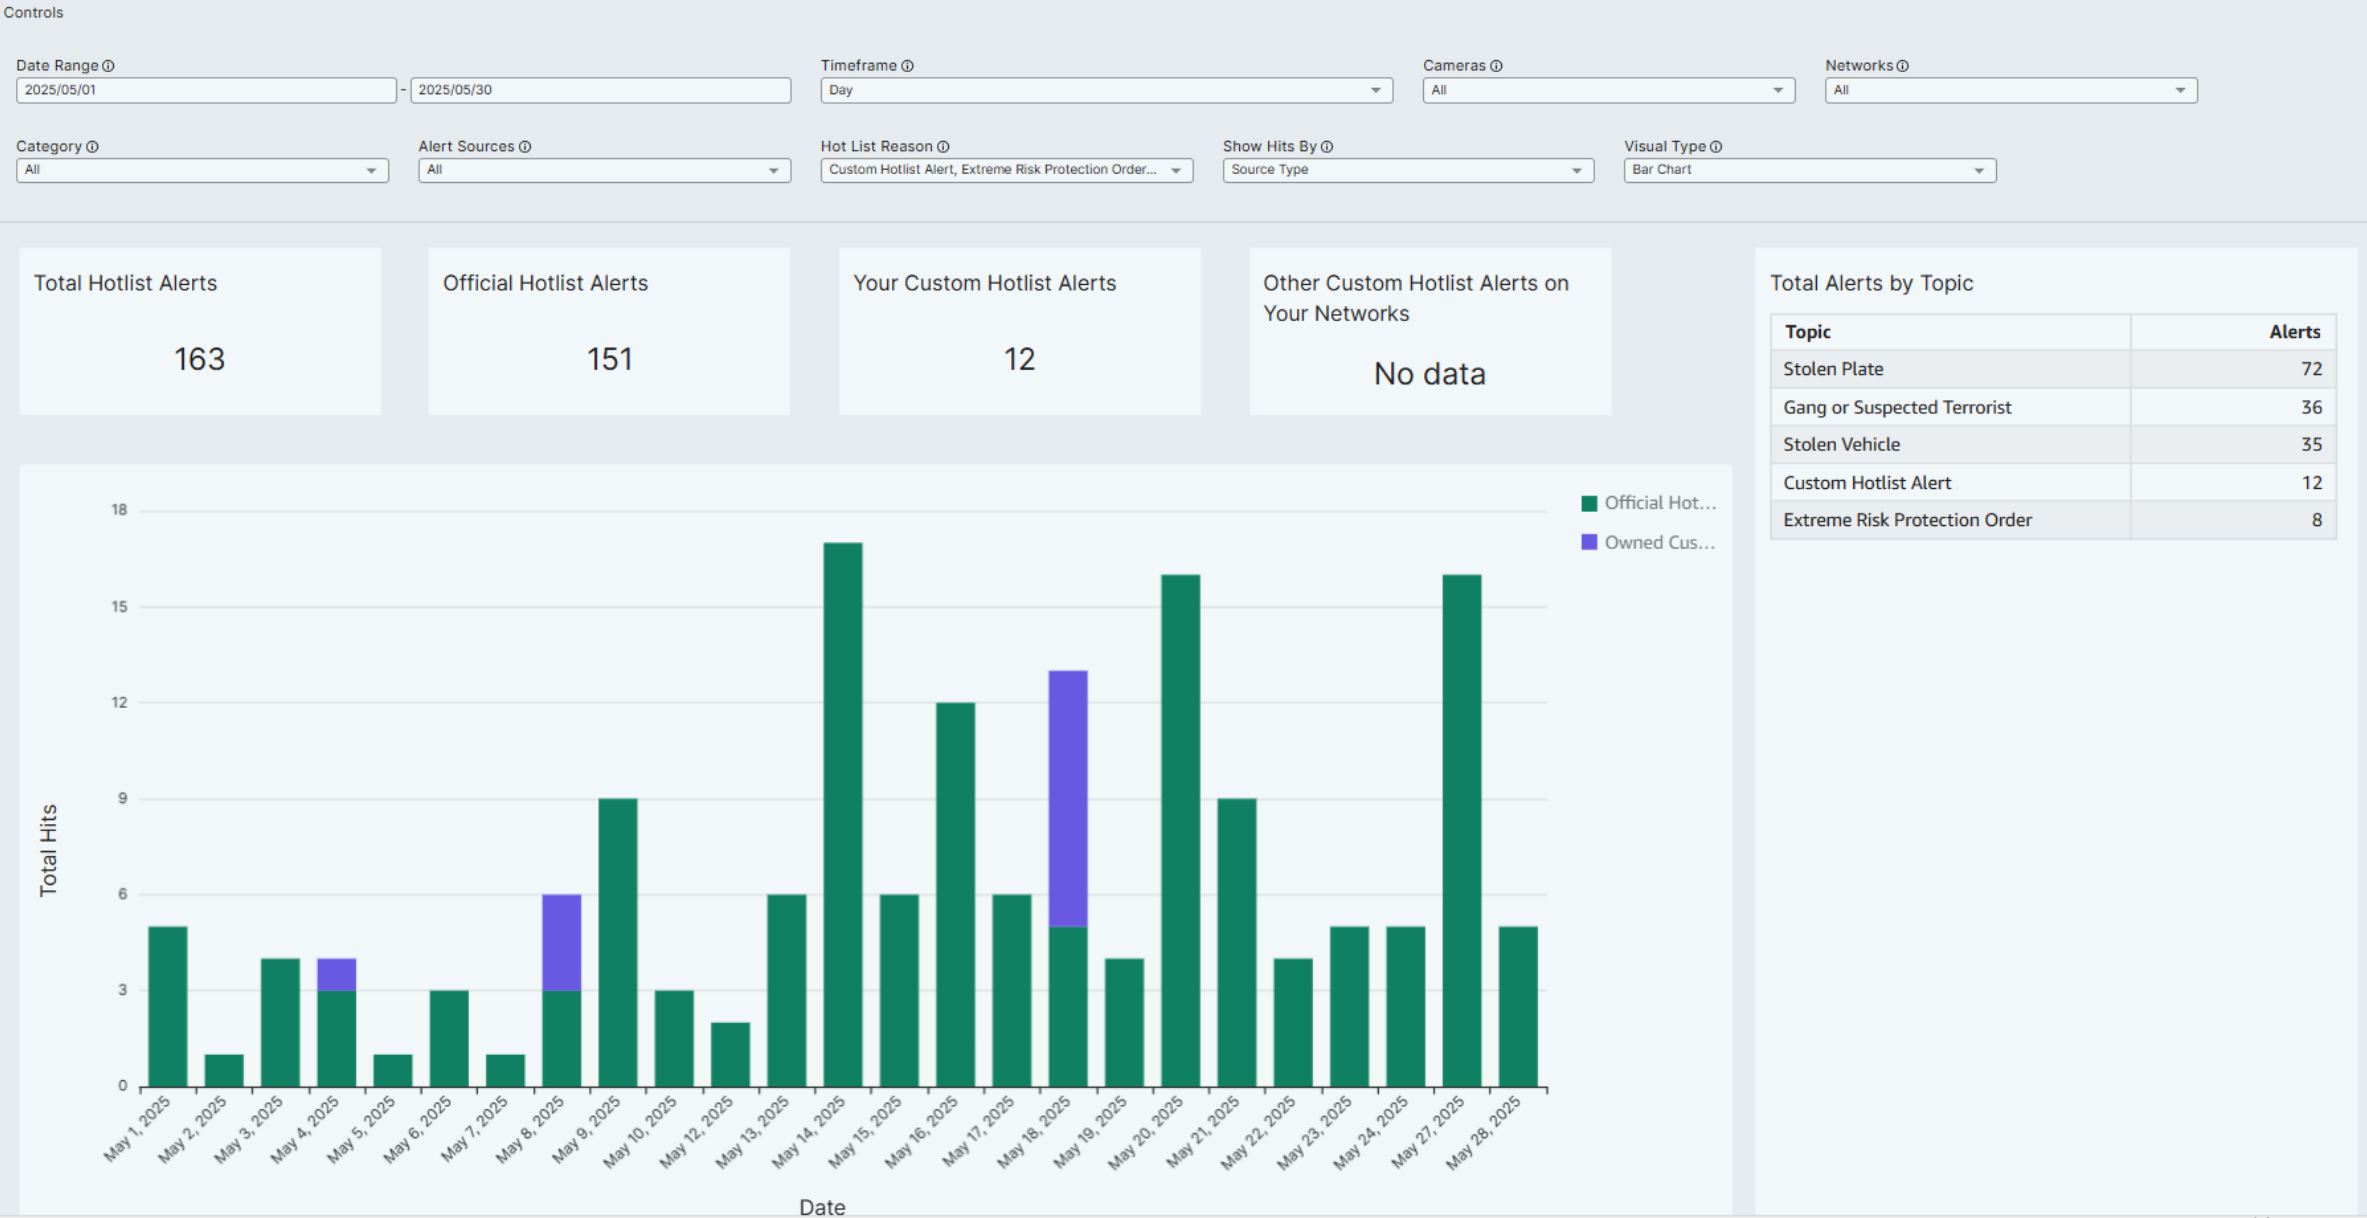 Controls
Date Range
2025/05/01 - 2025/05/30
Timeframe
Day
Cameras
All
Networks
All
Category
All
Alert Sources
All
Hot List Reason
Custom Hotlist Alert, Extreme Risk Protection Order...
Show Hits By
Source Type
Visual Type
Bar Chart
Total Hotlist Alerts
163
Official Hotlist Alerts
151
Your Custom Hotlist Alerts
12
Other Custom Hotlist Alerts on
Your Networks
No data
Total Alerts by Topic
Topic Alerts
Stolen Plate 72
Gang or Suspected Terrorist 36
Stolen Vehicle 35
Custom Hotlist Alert 12
Extreme Risk Protection Order 8
Official Hot...
Owned Cus...
Total Hits
18
15
12
9
6
3
0
May 1, 2025
May 2, 2025
May 3, 2025
May 4, 2025
May 5, 2025
May 6, 2025
May 7, 2025
May 8, 2025
May 9, 2025
May 10, 2025
May 12, 2025
May 13, 2025
May 14, 2025
May 15, 2025
May 16, 2025
May 17, 2025
May 18, 2025
May 19, 2025
May 20, 2025
May 21, 2025
May 22, 2025
May 23, 2025
May 24, 2025
May 27, 2025
May 28, 2025
Date